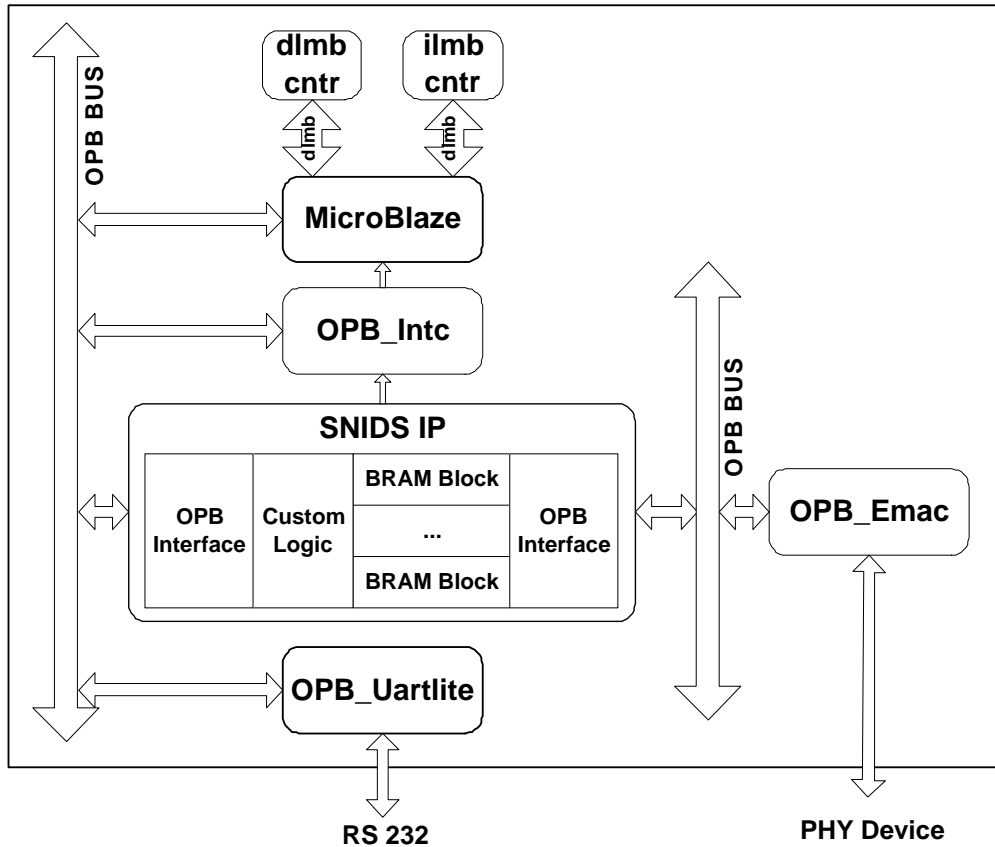 dlmb
cntr
ilmb
cntr
OPB BUS
dlmb
dlmb
MicroBlaze
OPB_Intc
SNIDS IP
OPB
Interface
Custom
Logic
BRAM Block
...
BRAM Block
OPB
Interface
OPB BUS
OPB_Emac
OPB_Uartlite
RS 232
PHY Device